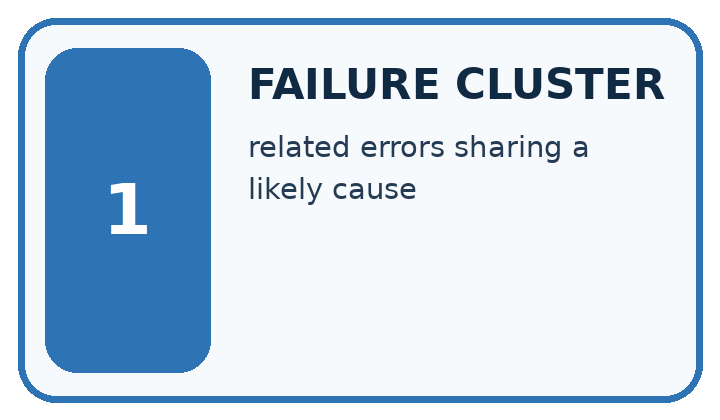 1
FAILURE CLUSTER
related errors sharing a
likely cause